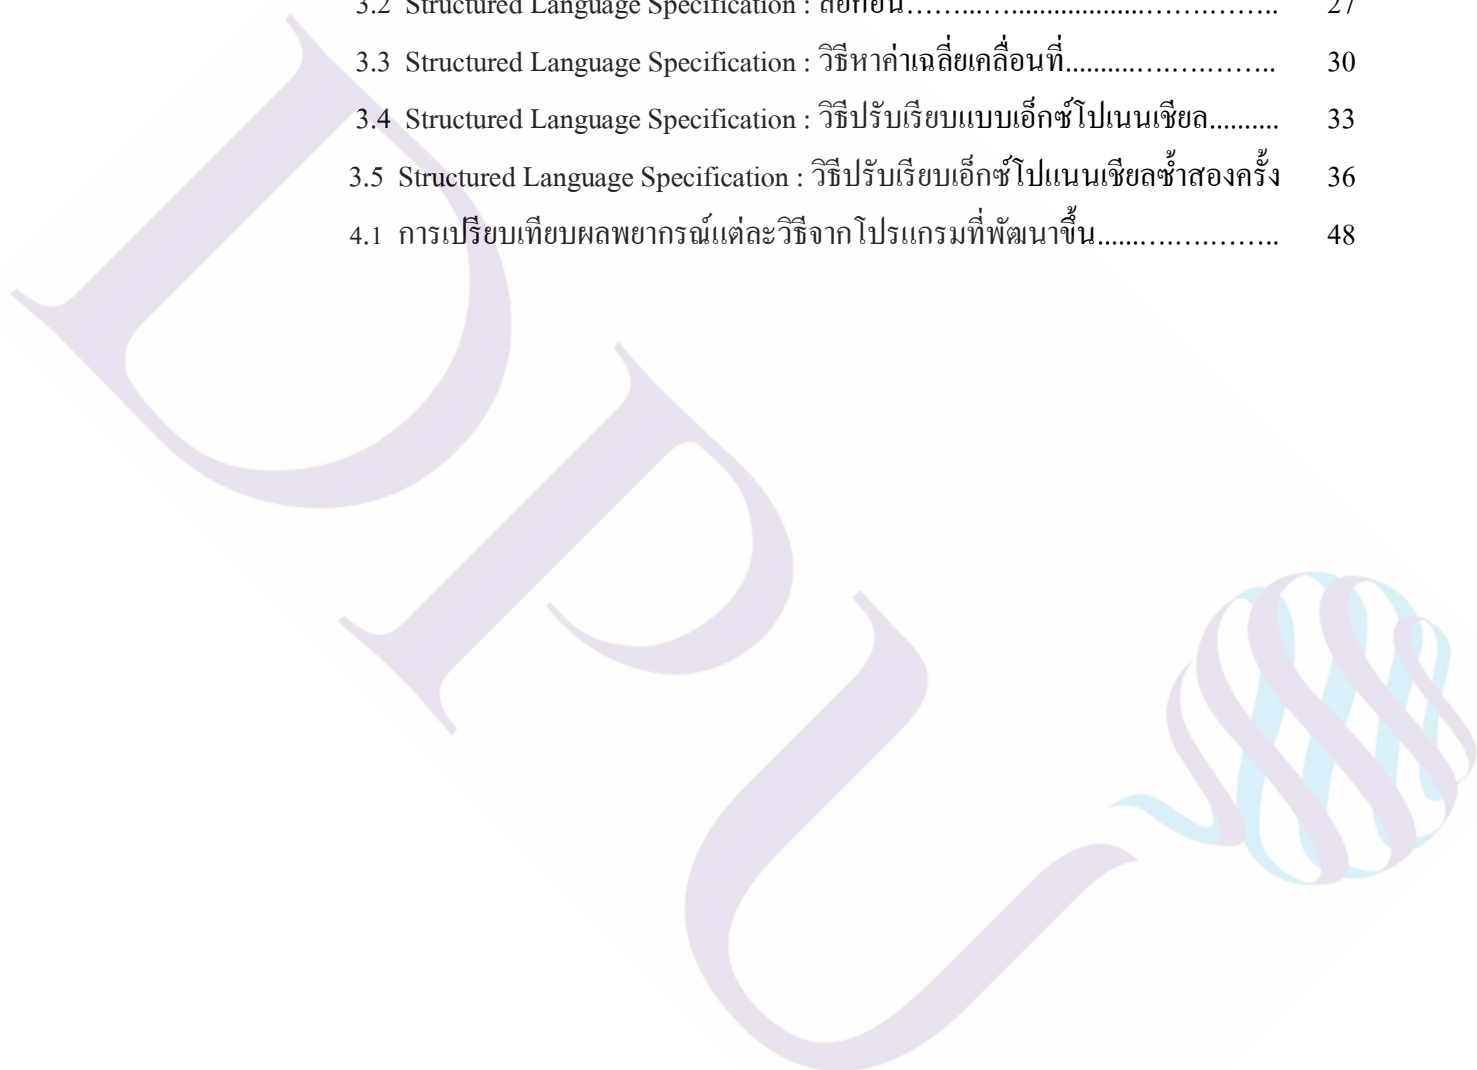 3.2 Structured Language Specification : ล๊อกอิน……...…......................……………. 27
3.3 Structured Language Specification : วิธีหาค่าเฉลี่ยเคลื่อนที่..........…………….. 30
3.4 Structured Language Specification : วิธีปรับเรียบแบบเอ็กซ์โปเนนเชียล.......... 33
3.5 Structured Language Specification : วิธีปรับเรียบเอ็กซ์โปแนนเชียลซ้ำสองครั้ง 36
4.1 การเปรียบเทียบผลพยากรณ์แต่ละวิธีจากโปรแกรมที่พัฒนาขึ้น......…………….. 48
DPU